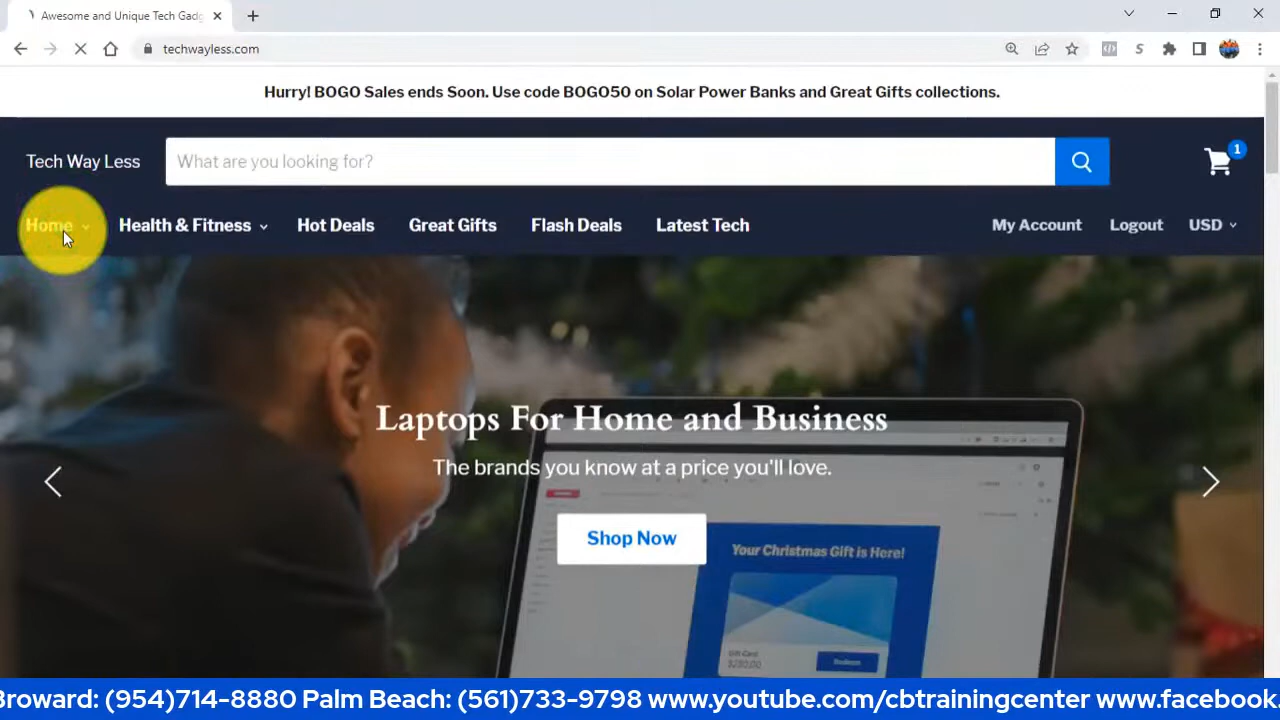 Awesome and Unique Tech Gadg
techwayless.com
Hurry! BOGO Sales ends Soon. Use code BOGO50 on Solar Power Banks and Great Gifts collections.
Tech Way Less
What are you looking for?
1
Home
Health & Fitness
Hot Deals
Great Gifts
Flash Deals
Latest Tech
My Account
Logout
USD
Laptops For Home and Business
The brands you know at a price you'll love.
Shop Now
Your Christmas Gift is Here!
Gift Card
Redeem
Broward: (954)714-8880 Palm Beach: (561)733-9798 www.youtube.com/cbtrainingcenter www.facebook.